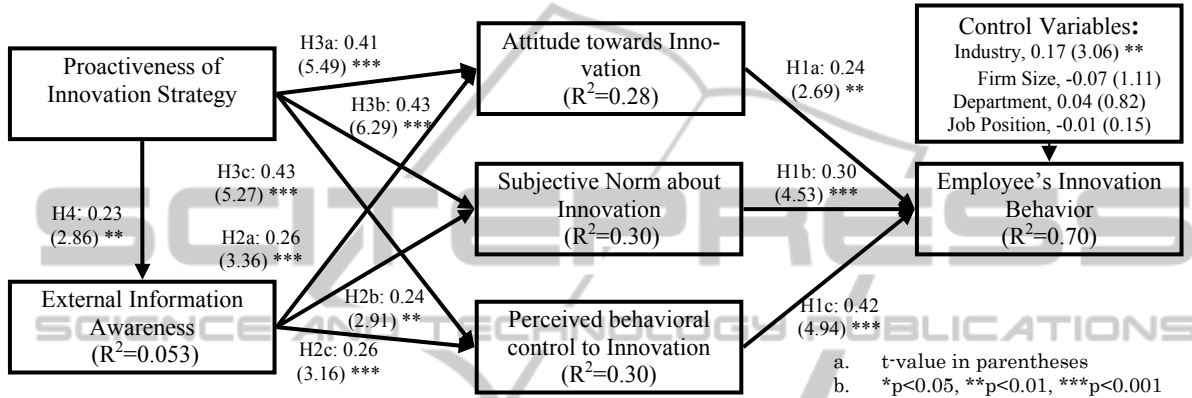 Proactiveness of
Innovation Strategy
H3a: 0.41
(5.49) ***
H3b: 0.43
(6.29) ***
H3c: 0.43
(5.27) ***
H4: 0.23
(2.86) **
H2a: 0.26
(3.36) ***
External Information
Awareness
(R²=0.053)
H2b: 0.24
(2.91) **
H2c: 0.26
(3.16) ***
Attitude towards Inno-
vation
(R²=0.28)
Subjective Norm about
Innovation
(R²=0.30)
Perceived behavioral
control to Innovation
(R²=0.30)
H1a: 0.24
(2.69) **
H1b: 0.30
(4.53) ***
H1c: 0.42
(4.94) ***
Control Variables:
Industry, 0.17 (3.06) **
Firm Size, -0.07 (1.11)
Department, 0.04 (0.82)
Job Position, -0.01 (0.15)
Employee's Innovation
Behavior
(R²=0.70)
a. t-value in parentheses
b. *p<0.05, **p<0.01, ***p<0.001
SCITEPRESS
SCIENCE AND TECHNOLOGY PUBLICATIONS